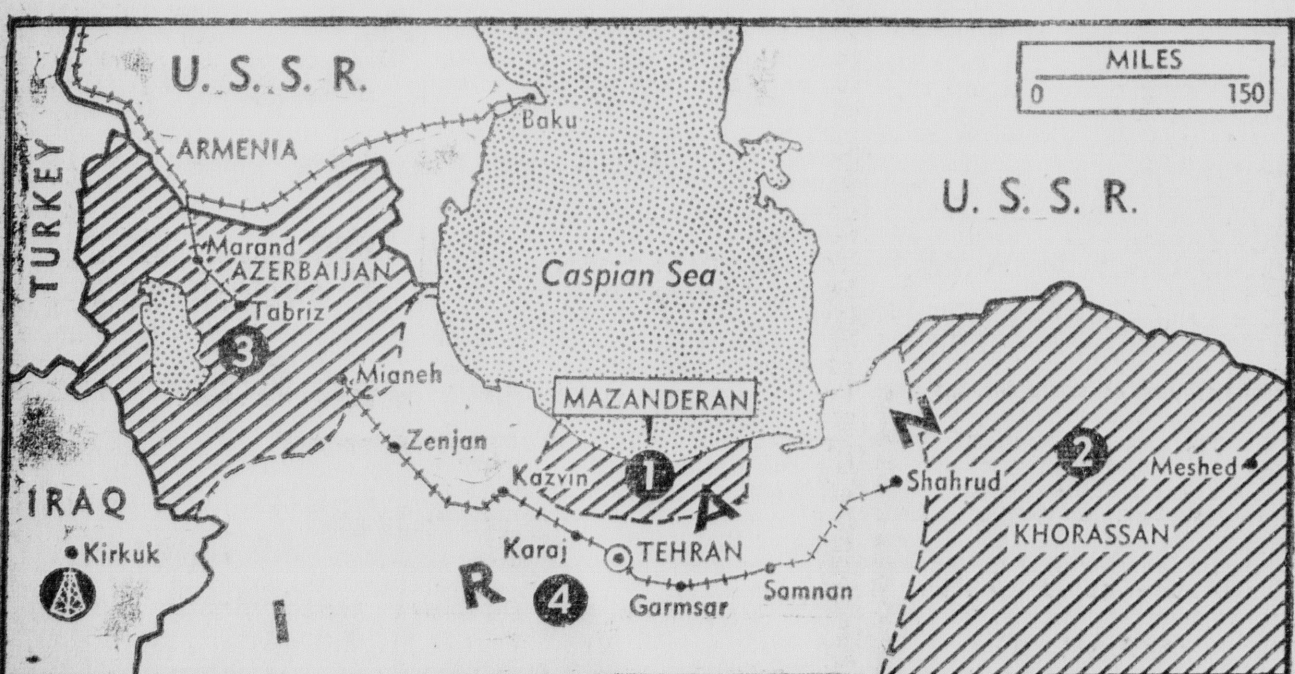 U. S. S. R.
MILES
0 150
Baku
ARMENIA
TURKEY
U. S. S. R.
Marand
AZERBAIJAN
Caspian Sea
Tabriz
3
Mianeh
MAZANDERAN
Zenjan
2
Meshed
Kazvin
1
Shahrud
IRAQ
KHORASSAN
Kirkuk
Karaj
TEHRAN
Samnan
4
Garmsar
I R A N